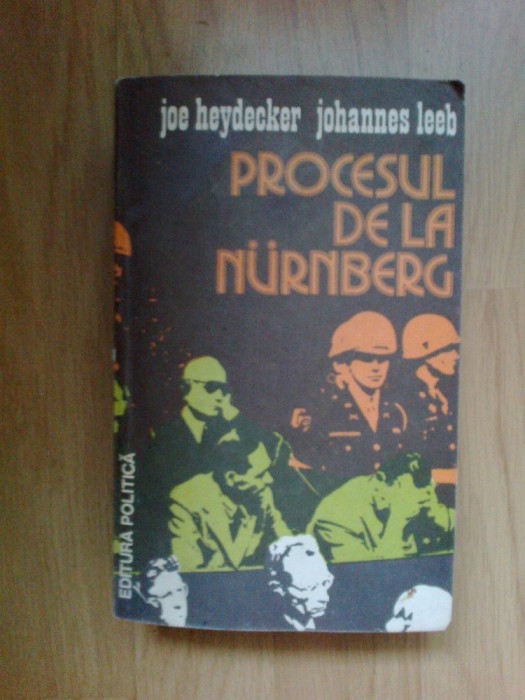 joe heydecker johannes leeb
PROCESUL
DE LA
NÜRNBERG
EDITURA POLITICĂ